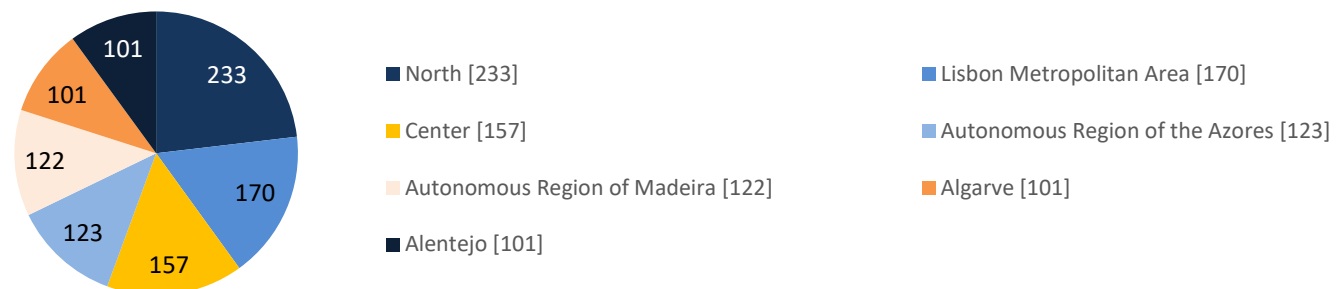 101
233
101
122
170
123
157
North [233]
Lisbon Metropolitan Area [170]
Center [157]
Autonomous Region of the Azores [123]
Autonomous Region of Madeira [122]
Algarve [101]
Alentejo [101]